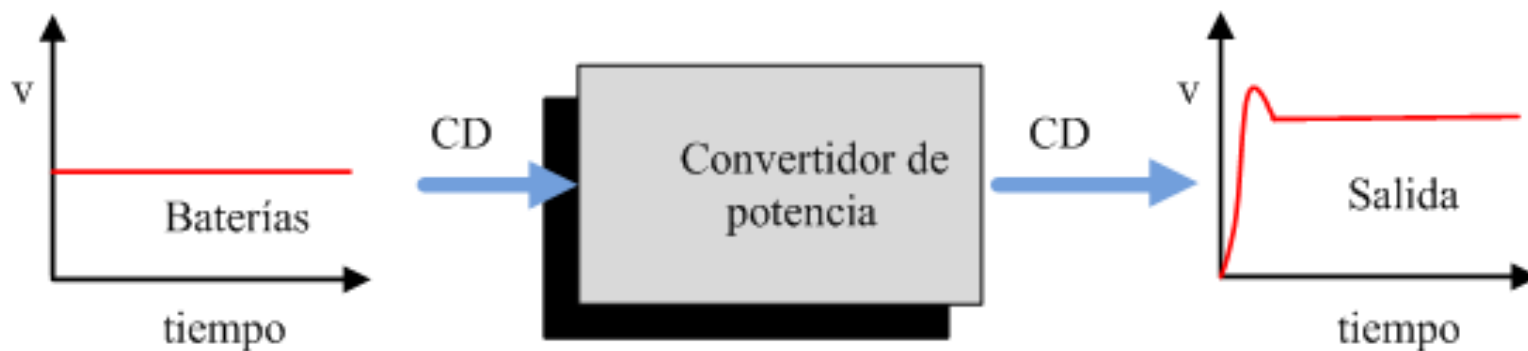 v
Baterías
tiempo
CD
Convertidor de
potencia
CD
v
Salida
tiempo